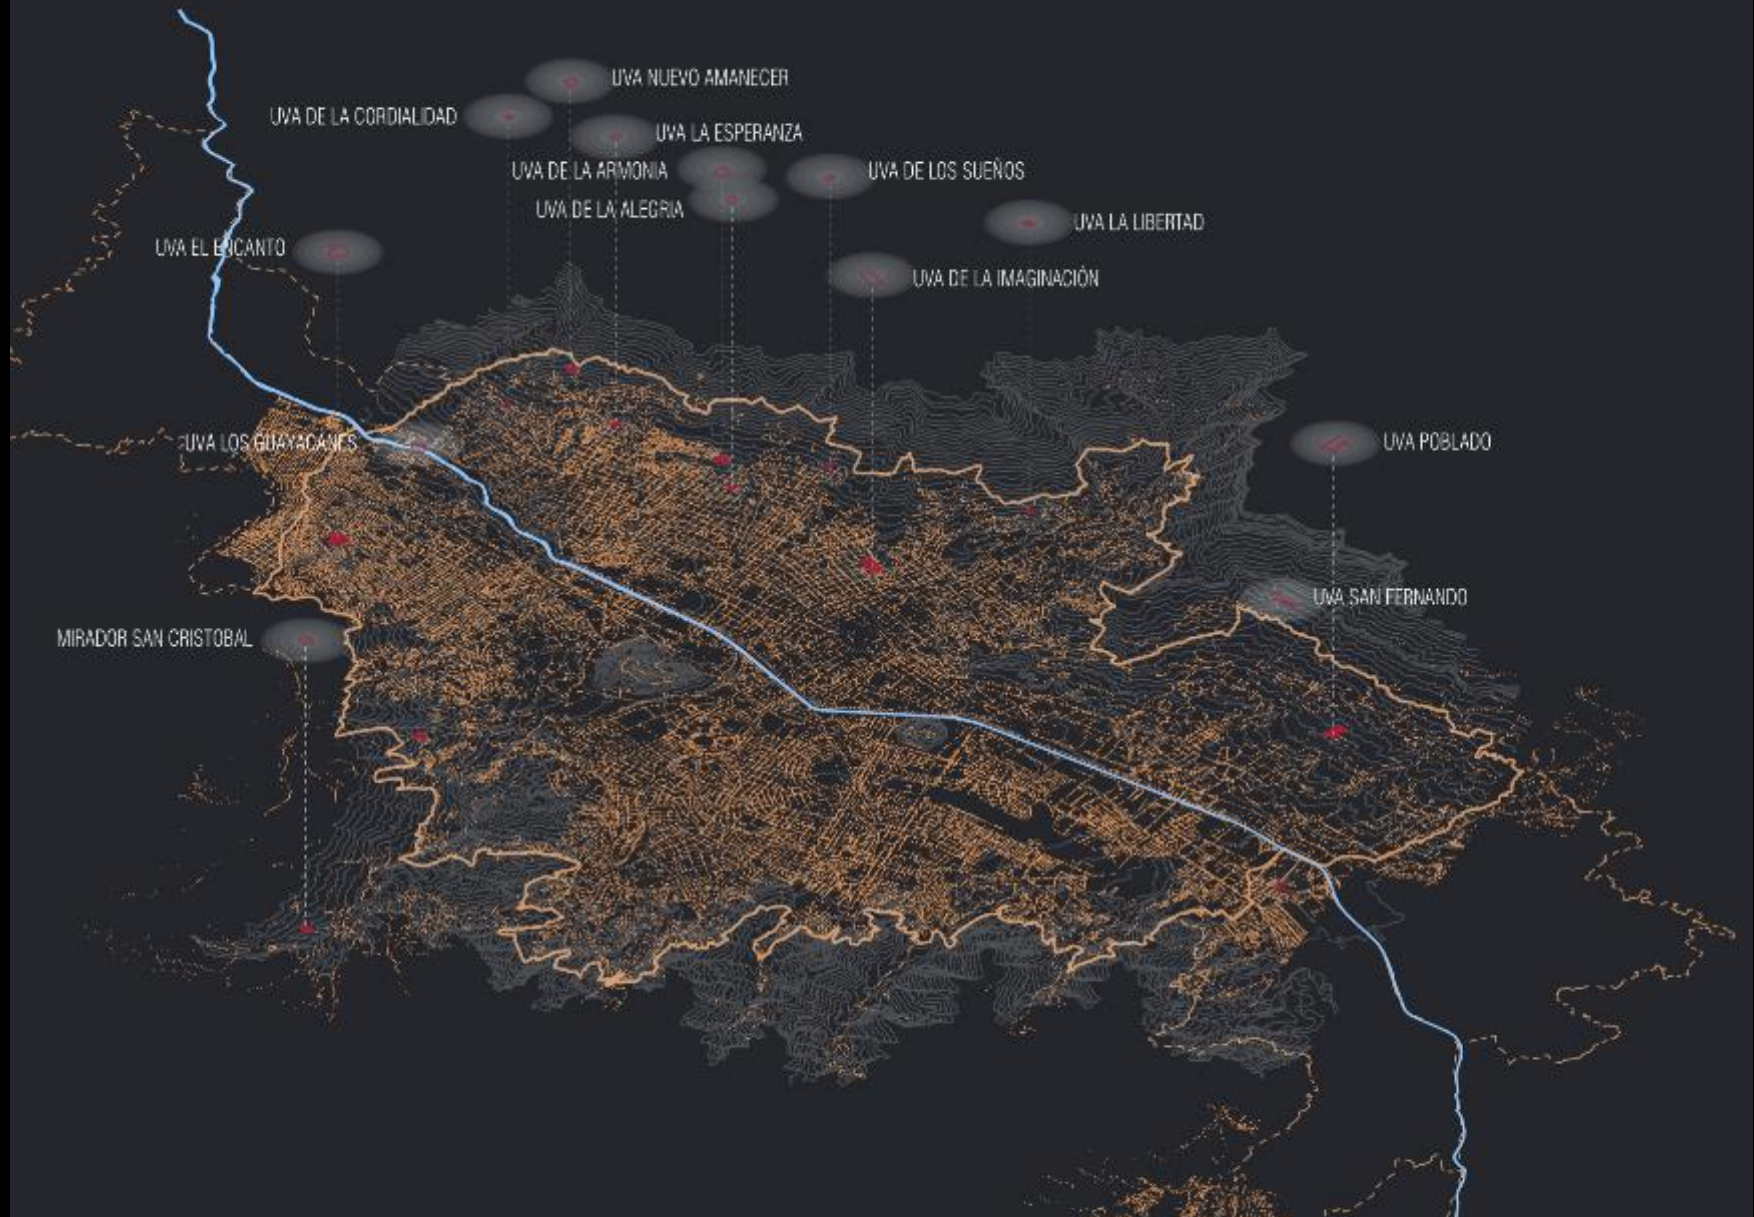 UVA NUEVO AMANECER
UVA DE LA CORDIALIDAD
UVA LA ESPERANZA
UVA DE LA ARMONIA
UVA DE LOS SUEÑOS
UVA DE LA ALEGRIA
UVA LA LIBERTAD
UVA EL ENCANTO
UVA DE LA IMAGINACIÓN
UVA LOS GUAYACANES
UVA POBLADO
UVA SAN FERNANDO
MIRADOR SAN CRISTOBAL